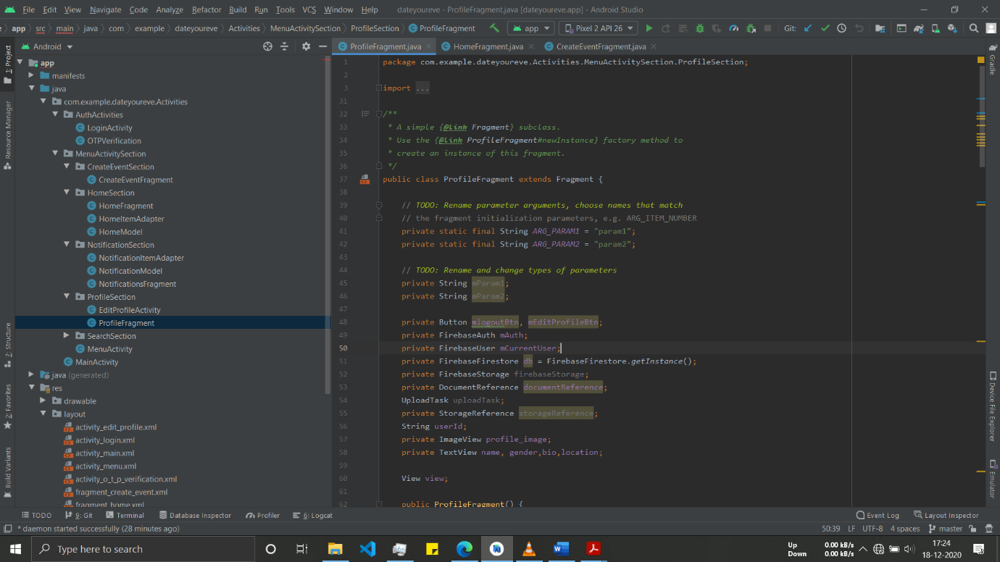 File Edit View Navigate Code Analyze Refactor Build Run Tools VCS Window Help dateyoureve - ProfileFragment.java [dateyoureve.app] - Android Studio
app src main java com example dateyoureve Activities MenuActivitySection ProfileSection ProfileFragment app Pixel 2 API 26 Git:
Android
ProfileFragment.java HomeFragment.java CreateEventFragment.java
1: Project
Resource Manager
Z: Structure
2: Favorites
Build Variants
app
manifests
java
com.example.dateyoureve.Activities
AuthActivities
LoginActivity
OTPVerification
MenuActivitySection
CreateEventSection
CreateEventFragment
HomeSection
HomeFragment
HomeItemAdapter
HomeModel
NotificationSection
NotificationItemAdapter
NotificationModel
NotificationsFragment
ProfileSection
EditProfileActivity
ProfileFragment
SearchSection
MenuActivity
MainActivity
java (generated)
res
drawable
layout
activity_edit_profile.xml
activity_login.xml
activity_main.xml
activity_menu.xml
activity_o_t_p_verification.xml
fragment_create_event.xml
fragment_home.xml
1 package com.example.dateyoureve.Activities.MenuActivitySection.ProfileSection;
2
3 import ...
31
32 /**
33 * A simple {@link Fragment} subclass.
34 * Use the {@link ProfileFragment#newInstance} factory method to
35 * create an instance of this fragment.
36 */
37 public class ProfileFragment extends Fragment {
38
39 // TODO: Rename parameter arguments, choose names that match
40 // the fragment initialization parameters, e.g. ARG_ITEM_NUMBER
41 private static final String ARG_PARAM1 = "param1";
42 private static final String ARG_PARAM2 = "param2";
43
44 // TODO: Rename and change types of parameters
45 private String mParam1;
46 private String mParam2;
47
48 private Button mlogoutBtn, mEditProfileBtn;
49 private FirebaseAuth mAuth;
50 private FirebaseUser mCurrentUser;
51 private FirebaseFirestore db = FirebaseFirestore.getInstance();
52 private FirebaseStorage firebaseStorage;
53 private DocumentReference documentReference;
54 UploadTask uploadTask;
55 private StorageReference storageReference;
56 String userId;
57 private ImageView profile_image;
58 private TextView name, gender,bio,location;
59
60 View view;
61
62 public ProfileFragment() {
Gradle
Device File Explorer
Emulator
TODO 9: Git Terminal Database Inspector Profiler 6: Logcat Event Log Layout Inspector
* daemon started successfully (28 minutes ago) 50:39 LF UTF-8 4 spaces master
Type here to search
Up 0.00 kB/s
Down 0.00 kB/s
17:24
18-12-2020